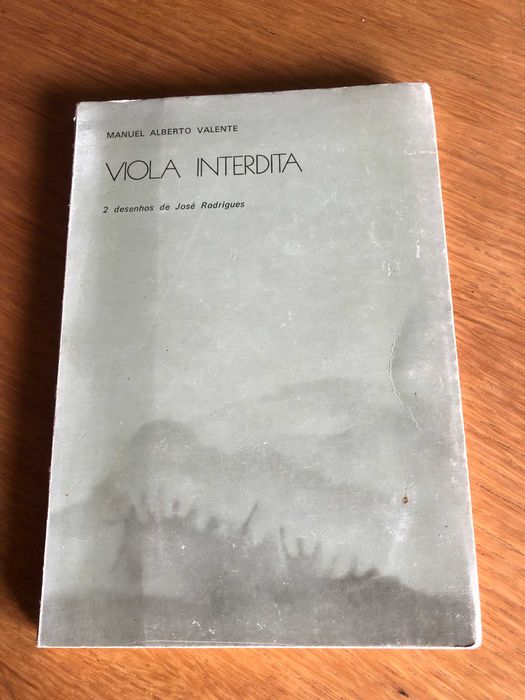 MANUEL ALBERTO VALENTE
VIOLA INTERDITA
2 desenhos de José Rodrigues